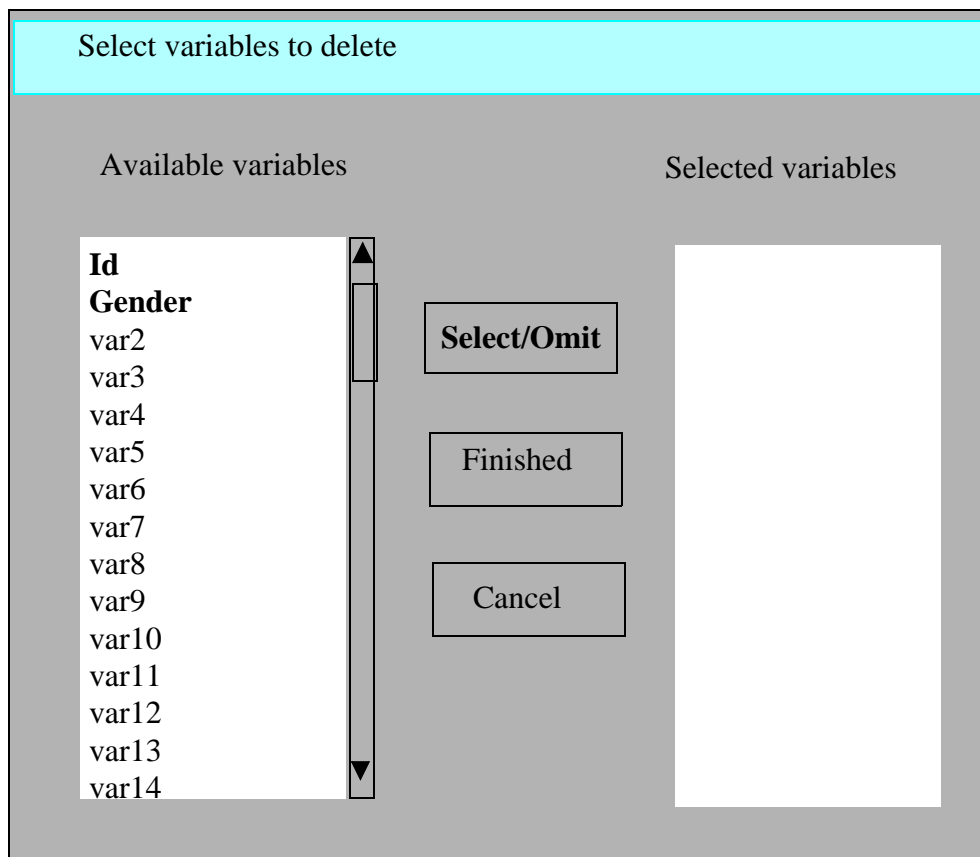 Select variables to delete
Available variables
Selected variables
Id
Gender
var2
var3
var4
var5
var6
var7
var8
var9
var10
var11
var12
var13
var14
Select/Omit
Finished
Cancel